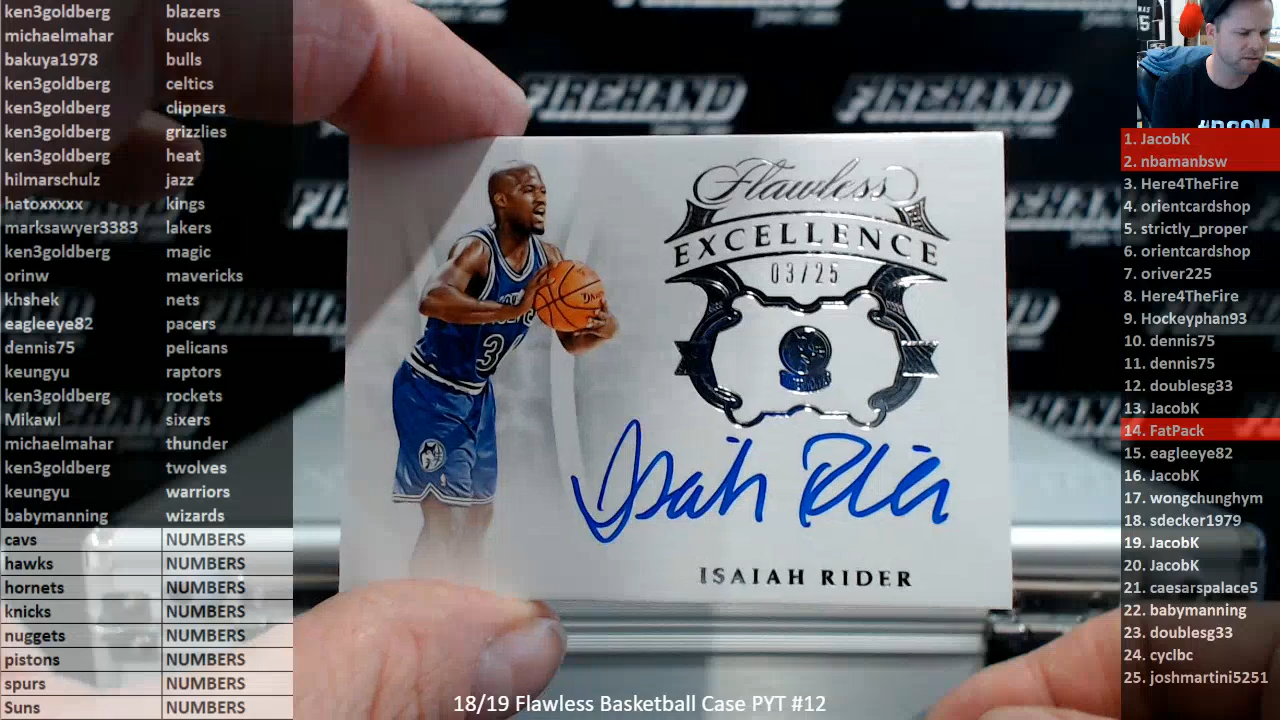 ken3goldberg blazers
michaelmahar bucks
bakuya1978 bulls
ken3goldberg celtics
ken3goldberg clippers
ken3goldberg grizzlies
ken3goldberg heat
hilmarschulz jazz
hatoxxxxx kings
marksawyer3383 lakers
ken3goldberg magic
orinw mavericks
khshek nets
eagleeye82 pacers
dennis75 pelicans
keungyu raptors
ken3goldberg rockets
Mikawl sixers
michaelmahar thunder
ken3goldberg twolves
keungyu warriors
babymanning wizards
cavs NUMBERS
hawks NUMBERS
hornets NUMBERS
knicks NUMBERS
nuggets NUMBERS
pistons NUMBERS
spurs NUMBERS
Suns NUMBERS
FIREHAND FIREHAND
Flawless
EXCELLENCE
03/25
34
Isaiah Rider
ISAIAH RIDER
18/19 Flawless Basketball Case PYT #12
1. JacobK
2. nbamanbsw
3. Here4TheFire
4. orientcardshop
5. strictly_proper
6. orientcardshop
7. oriver225
8. Here4TheFire
9. Hockeyphan93
10. dennis75
11. dennis75
12. doublesg33
13. JacobK
14. FatPack
15. eagleeye82
16. JacobK
17. wongchunghym
18. sdecker1979
19. JacobK
20. JacobK
21. caesarspalace5
22. babymanning
23. doublesg33
24. cyclbc
25. joshmartini5251